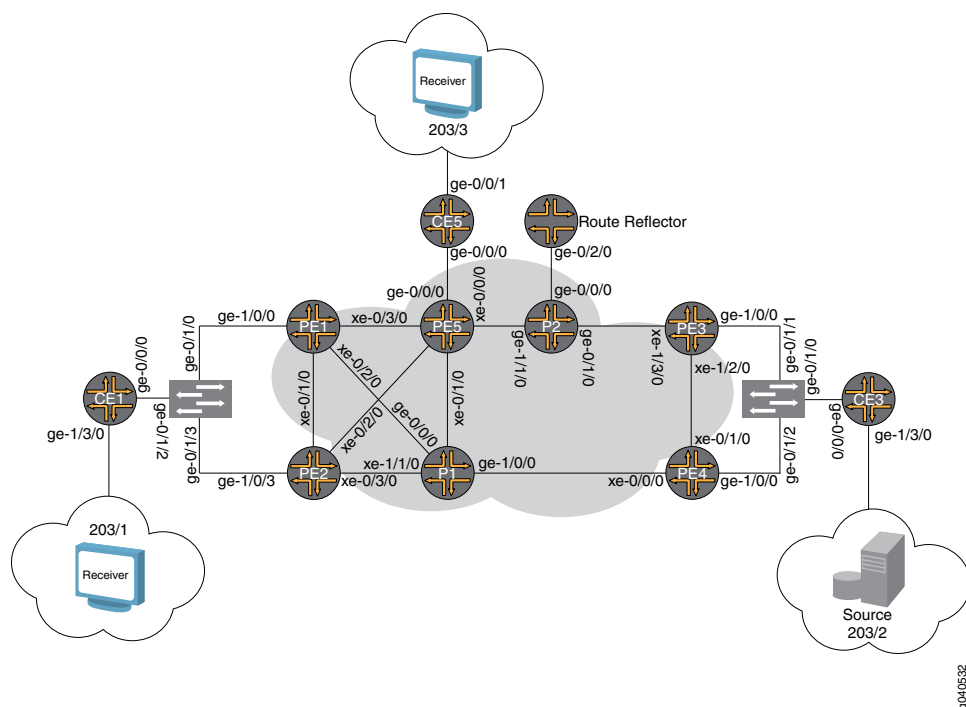 Receiver
203/3
ge-0/0/1
CE5
Route Reflector
ge-0/0/0
ge-0/2/0
xe-0/0/0
ge-0/0/0
ge-0/0/0
ge-1/0/0
PE1
xe-0/3/0
PE5
P2
PE3
ge-1/0/0
ge-0/1/0
ge-1/1/0
ge-0/1/0
xe-1/3/0
ge-0/1/1
xe-0/2/0
xe-1/2/0
ge-0/1/0
ge-0/0/0
CE1
xe-0/1/0
xe-0/2/0
ge-0/0/0
xe-0/1/0
CE3
ge-1/3/0
ge-0/1/2
ge-0/1/3
xe-0/1/0
ge-0/1/2
ge-0/0/0
ge-1/3/0
ge-1/0/3
PE2
xe-1/1/0
xe-0/3/0
P1
ge-1/0/0
xe-0/0/0
PE4
ge-1/0/0
203/1
Receiver
Source
203/2
g040532